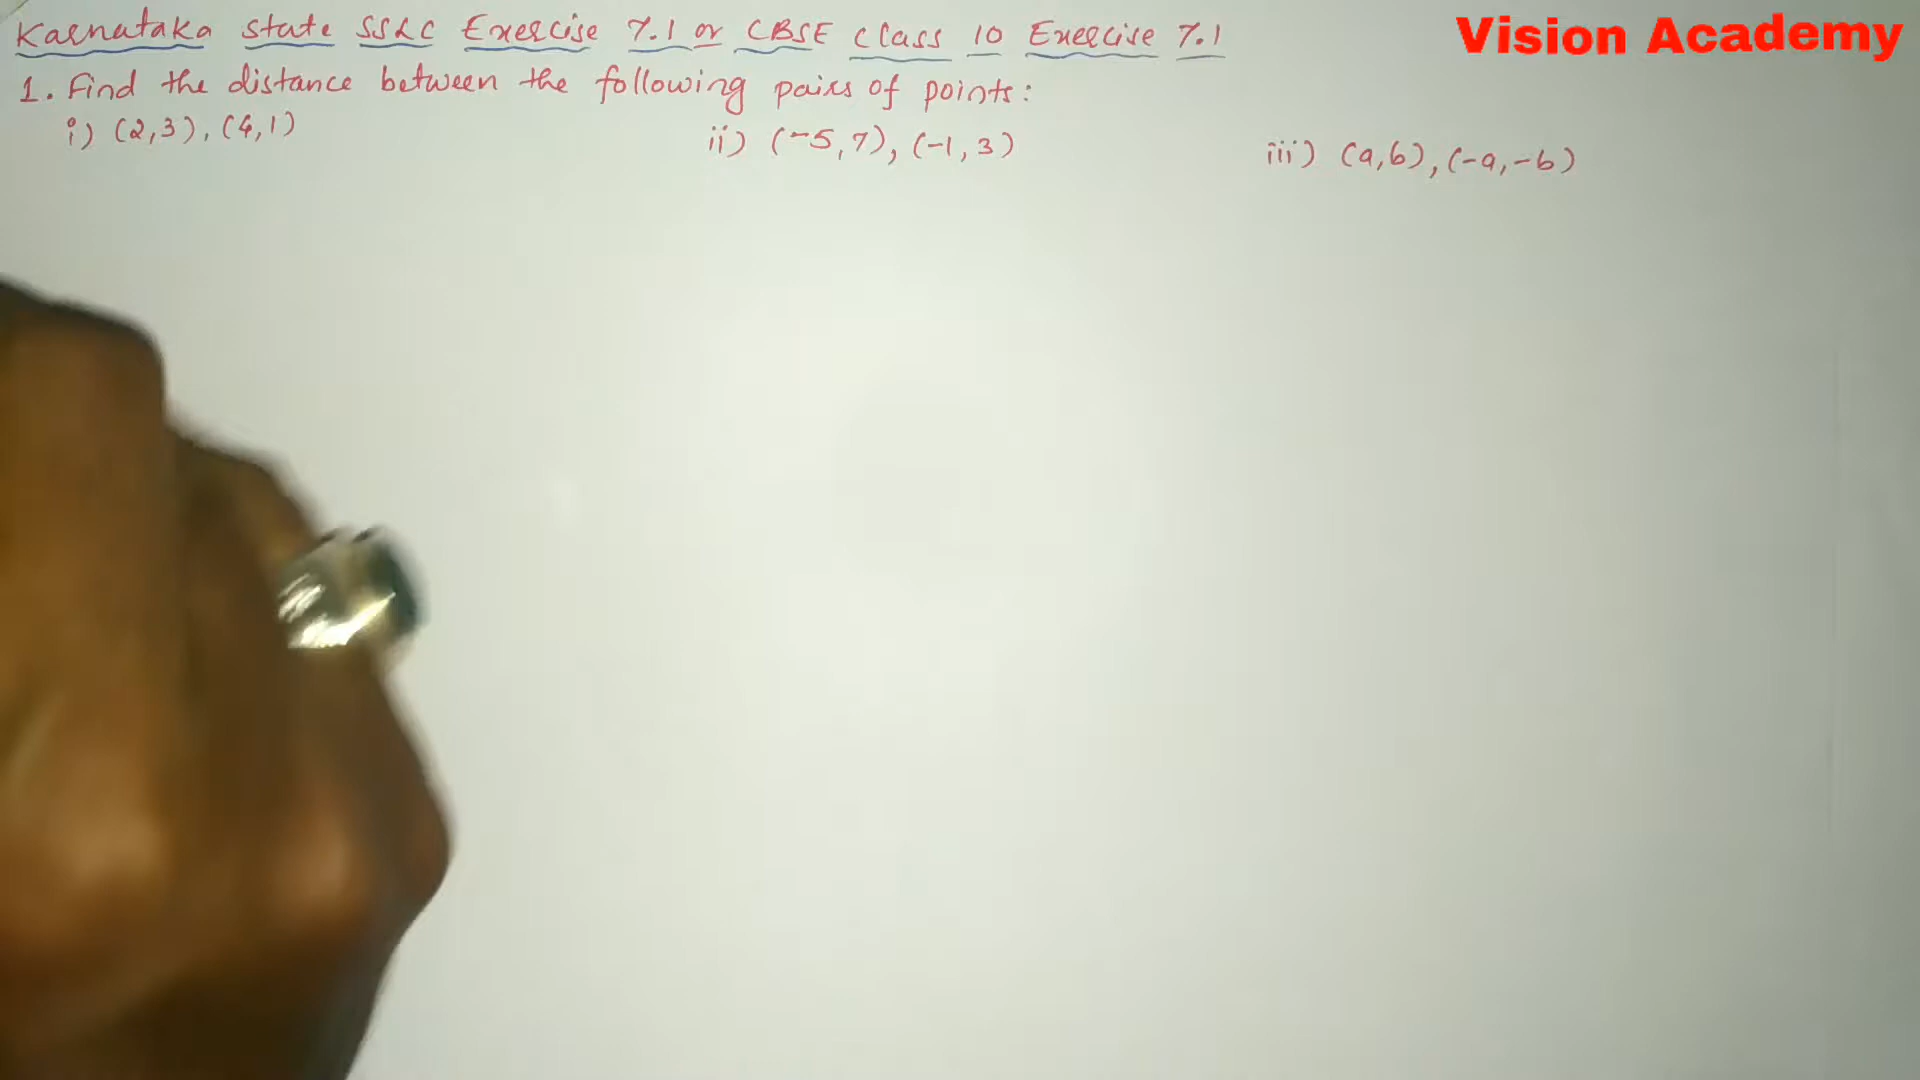 Karnataka state SSLC Exercise 7.1 or CBSE class 10 Exercise 7.1
Vision Academy
1. Find the distance between the following pairs of points:
i) (2,3), (4,1)
ii) (-5,7), (-1,3)
iii) (a,b), (-a,-b)